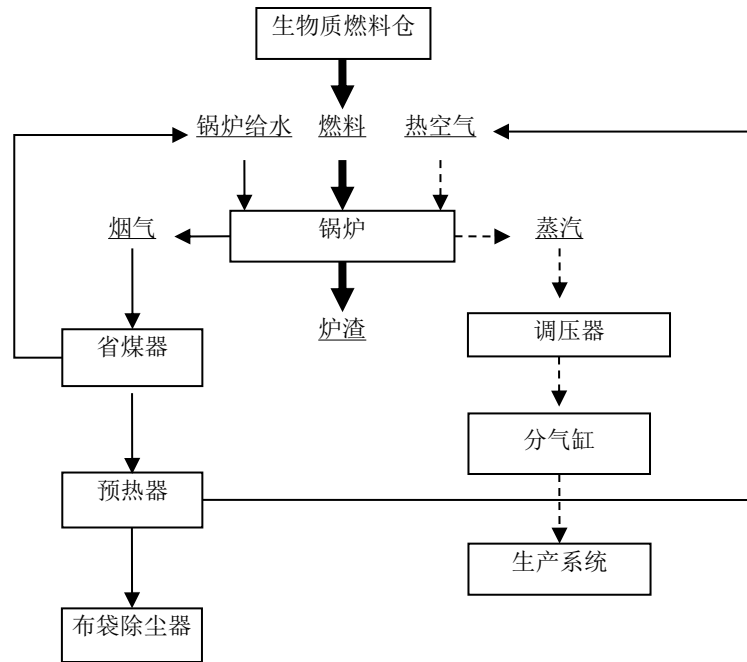 生物质燃料仓
锅炉给水 燃料 热空气
烟气 锅炉 蒸汽
炉渣
省煤器 调压器
分气缸
预热器
生产系统
布袋除尘器